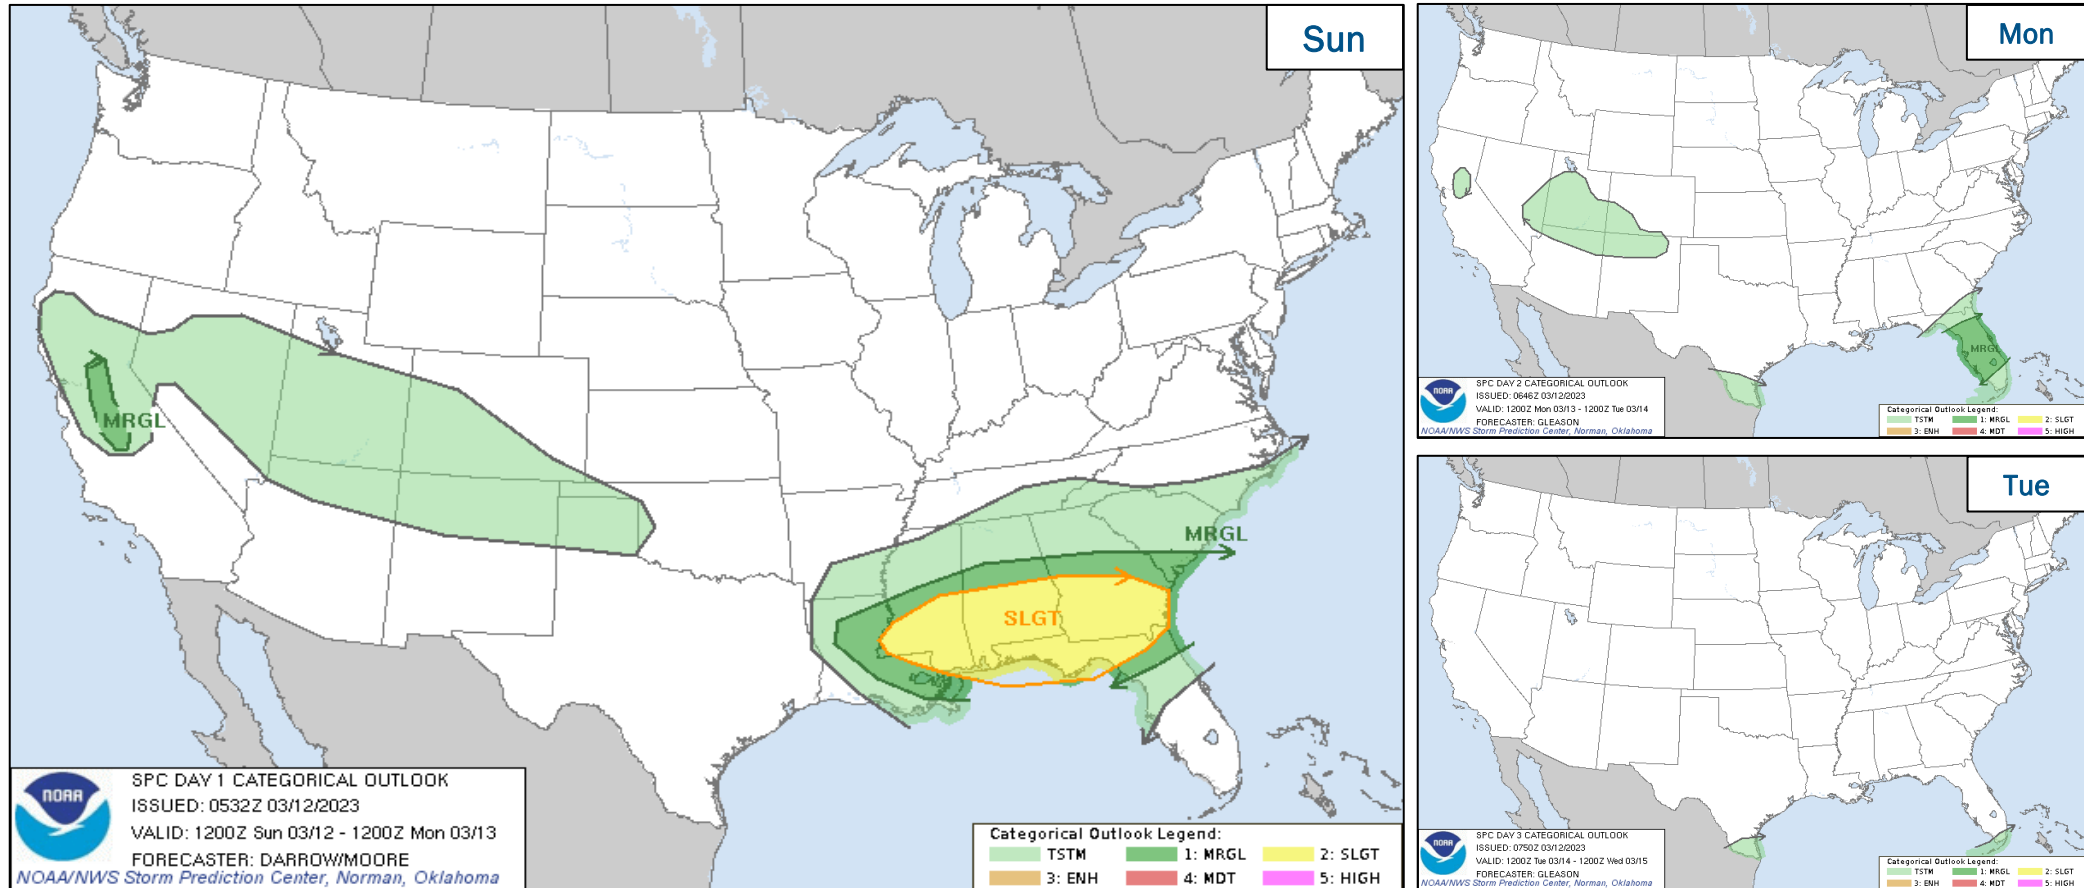 Sun
MRGL
MRGL
SLGT
NOAA
SPC DAY 1 CATEGORICAL OUTLOOK
ISSUED: 0532Z 03/12/2023
VALID: 1200Z Sun 03/12 - 1200Z Mon 03/13
FORECASTER: DARROW/MOORE
NOAA/NWS Storm Prediction Center, Norman, Oklahoma
Categorical Outlook Legend:
TSTM 1: MRGL 2: SLGT
3: ENH 4: MDT 5: HIGH
Mon
MRGL
NOAA
SPC DAY 2 CATEGORICAL OUTLOOK
ISSUED: 0646Z 03/12/2023
VALID: 1200Z Mon 03/13 - 1200Z Tue 03/14
FORECASTER: GLEASON
NOAA/NWS Storm Prediction Center, Norman, Oklahoma
Categorical Outlook Legend:
TSTM 1: MRGL 2: SLGT
3: ENH 4: MDT 5: HIGH
Tue
NOAA
SPC DAY 3 CATEGORICAL OUTLOOK
ISSUED: 0750Z 03/12/2023
VALID: 1200Z Tue 03/14 - 1200Z Wed 03/15
FORECASTER: GLEASON
NOAA/NWS Storm Prediction Center, Norman, Oklahoma
Categorical Outlook Legend:
TSTM 1: MRGL 2: SLGT
3: ENH 4: MDT 5: HIGH